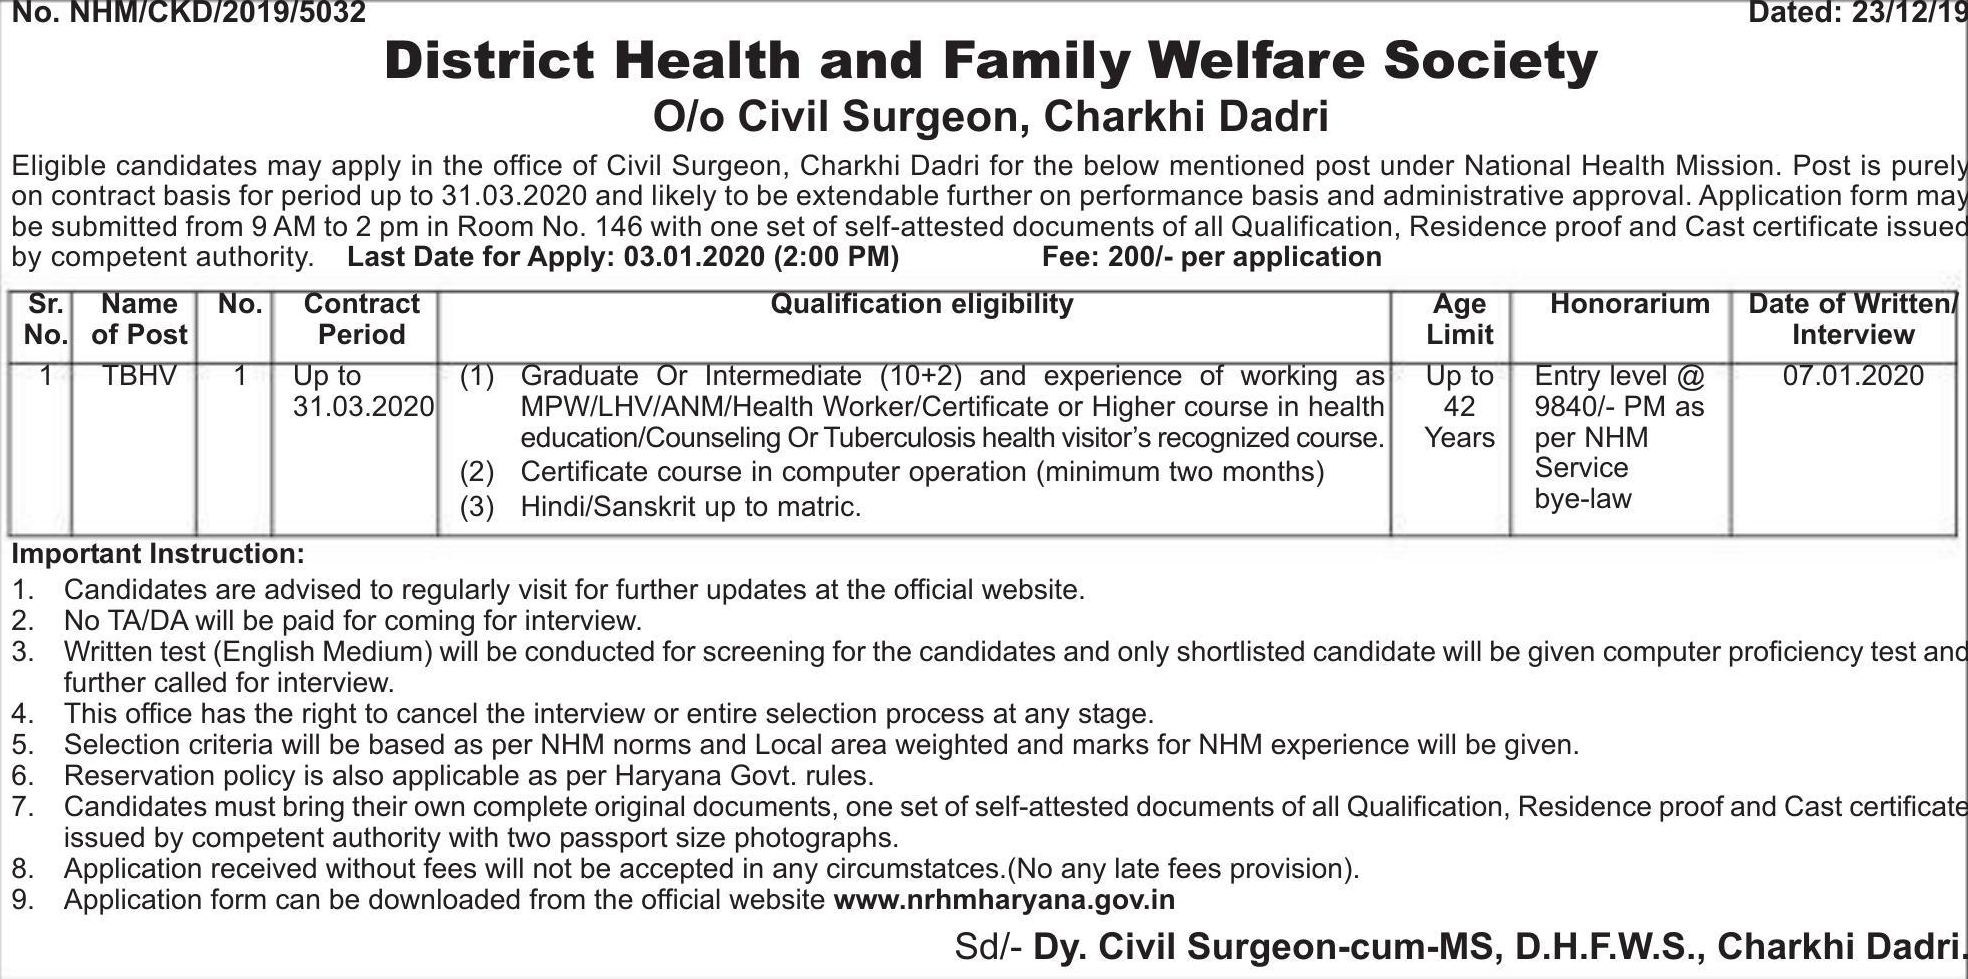 No. NHM/CKD/2019/5032 Dated: 23/12/19
District Health and Family Welfare Society
O/o Civil Surgeon, Charkhi Dadri
Eligible candidates may apply in the office of Civil Surgeon, Charkhi Dadri for the below mentioned post under National Health Mission. Post is purely
on contract basis for period up to 31.03.2020 and likely to be extendable further on performance basis and administrative approval. Application form may
be submitted from 9 AM to 2 pm in Room No. 146 with one set of self-attested documents of all Qualification, Residence proof and Cast certificate issued
by competent authority. Last Date for Apply: 03.01.2020 (2:00 PM) Fee: 200/- per application
Sr. Name No. Contract Qualification eligibility Age Honorarium Date of Written/
No. of Post Period Limit Interview
1 TBHV 1 Up to (1) Graduate Or Intermediate (10+2) and experience of working as Up to Entry level @ 07.01.2020
31.03.2020 MPW/LHV/ANM/Health Worker/Certificate or Higher course in health 42 9840/- PM as
education/Counseling Or Tuberculosis health visitor's recognized course. Years per NHM
(2) Certificate course in computer operation (minimum two months) Service
(3) Hindi/Sanskrit up to matric. bye-law
Important Instruction:
1. Candidates are advised to regularly visit for further updates at the official website.
2. No TA/DA will be paid for coming for interview.
3. Written test (English Medium) will be conducted for screening for the candidates and only shortlisted candidate will be given computer proficiency test and
further called for interview.
4. This office has the right to cancel the interview or entire selection process at any stage.
5. Selection criteria will be based as per NHM norms and Local area weighted and marks for NHM experience will be given.
6. Reservation policy is also applicable as per Haryana Govt. rules.
7. Candidates must bring their own complete original documents, one set of self-attested documents of all Qualification, Residence proof and Cast certificate
issued by competent authority with two passport size photographs.
8. Application received without fees will not be accepted in any circumstatces.(No any late fees provision).
9. Application form can be downloaded from the official website www.nrhmharyana.gov.in
Sd/- Dy. Civil Surgeon-cum-MS, D.H.F.W.S., Charkhi Dadri.